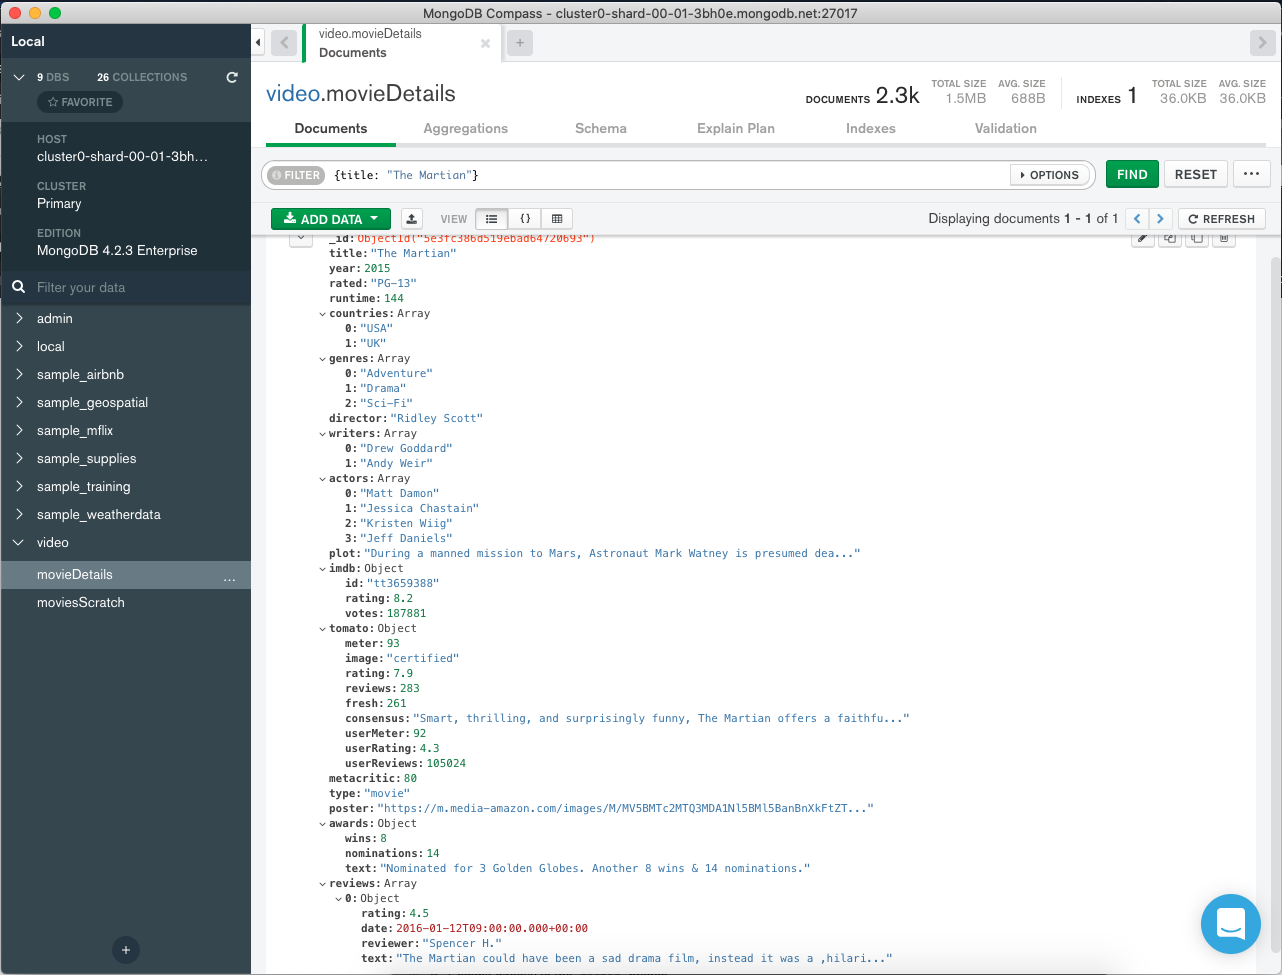 MongoDB Compass - cluster0-shard-00-01-3bh0e.mongodb.net:27017
Local
9 DBS 26 COLLECTIONS
FAVORITE
HOST
cluster0-shard-00-01-3bh...
CLUSTER
Primary
EDITION
MongoDB 4.2.3 Enterprise
Filter your data
admin
local
sample_airbnb
sample_geospatial
sample_mflix
sample_supplies
sample_training
sample_weatherdata
video
movieDetails ...
moviesScratch
video.movieDetails
Documents
video.movieDetails
DOCUMENTS 2.3k
TOTAL SIZE
1.5MB
AVG. SIZE
688B
INDEXES 1
TOTAL SIZE
36.0KB
AVG. SIZE
36.0KB
Documents Aggregations Schema Explain Plan Indexes Validation
FILTER {title: "The Martian"} OPTIONS FIND RESET ...
ADD DATA VIEW {} Displaying documents 1 - 1 of 1 REFRESH
_id: ObjectId("5e3fc386d519ebad64720693")
title: "The Martian"
year: 2015
rated: "PG-13"
runtime: 144
countries: Array
0: "USA"
1: "UK"
genres: Array
0: "Adventure"
1: "Drama"
2: "Sci-Fi"
director: "Ridley Scott"
writers: Array
0: "Drew Goddard"
1: "Andy Weir"
actors: Array
0: "Matt Damon"
1: "Jessica Chastain"
2: "Kristen Wiig"
3: "Jeff Daniels"
plot: "During a manned mission to Mars, Astronaut Mark Watney is presumed dea..."
imdb: Object
id: "tt3659388"
rating: 8.2
votes: 187881
tomato: Object
meter: 93
image: "certified"
rating: 7.9
reviews: 283
fresh: 261
consensus: "Smart, thrilling, and surprisingly funny, The Martian offers a faithfu..."
userMeter: 92
userRating: 4.3
userReviews: 105024
metacritic: 80
type: "movie"
poster: "https://m.media-amazon.com/images/M/MV5BMTc2MTQ3MDA1Nl5BMl5BanBnXkFtZT..."
awards: Object
wins: 8
nominations: 14
text: "Nominated for 3 Golden Globes. Another 8 wins & 14 nominations."
reviews: Array
0: Object
rating: 4.5
date: 2016-01-12T09:00:00.000+00:00
reviewer: "Spencer H."
text: "The Martian could have been a sad drama film, instead it was a ,hilari..."